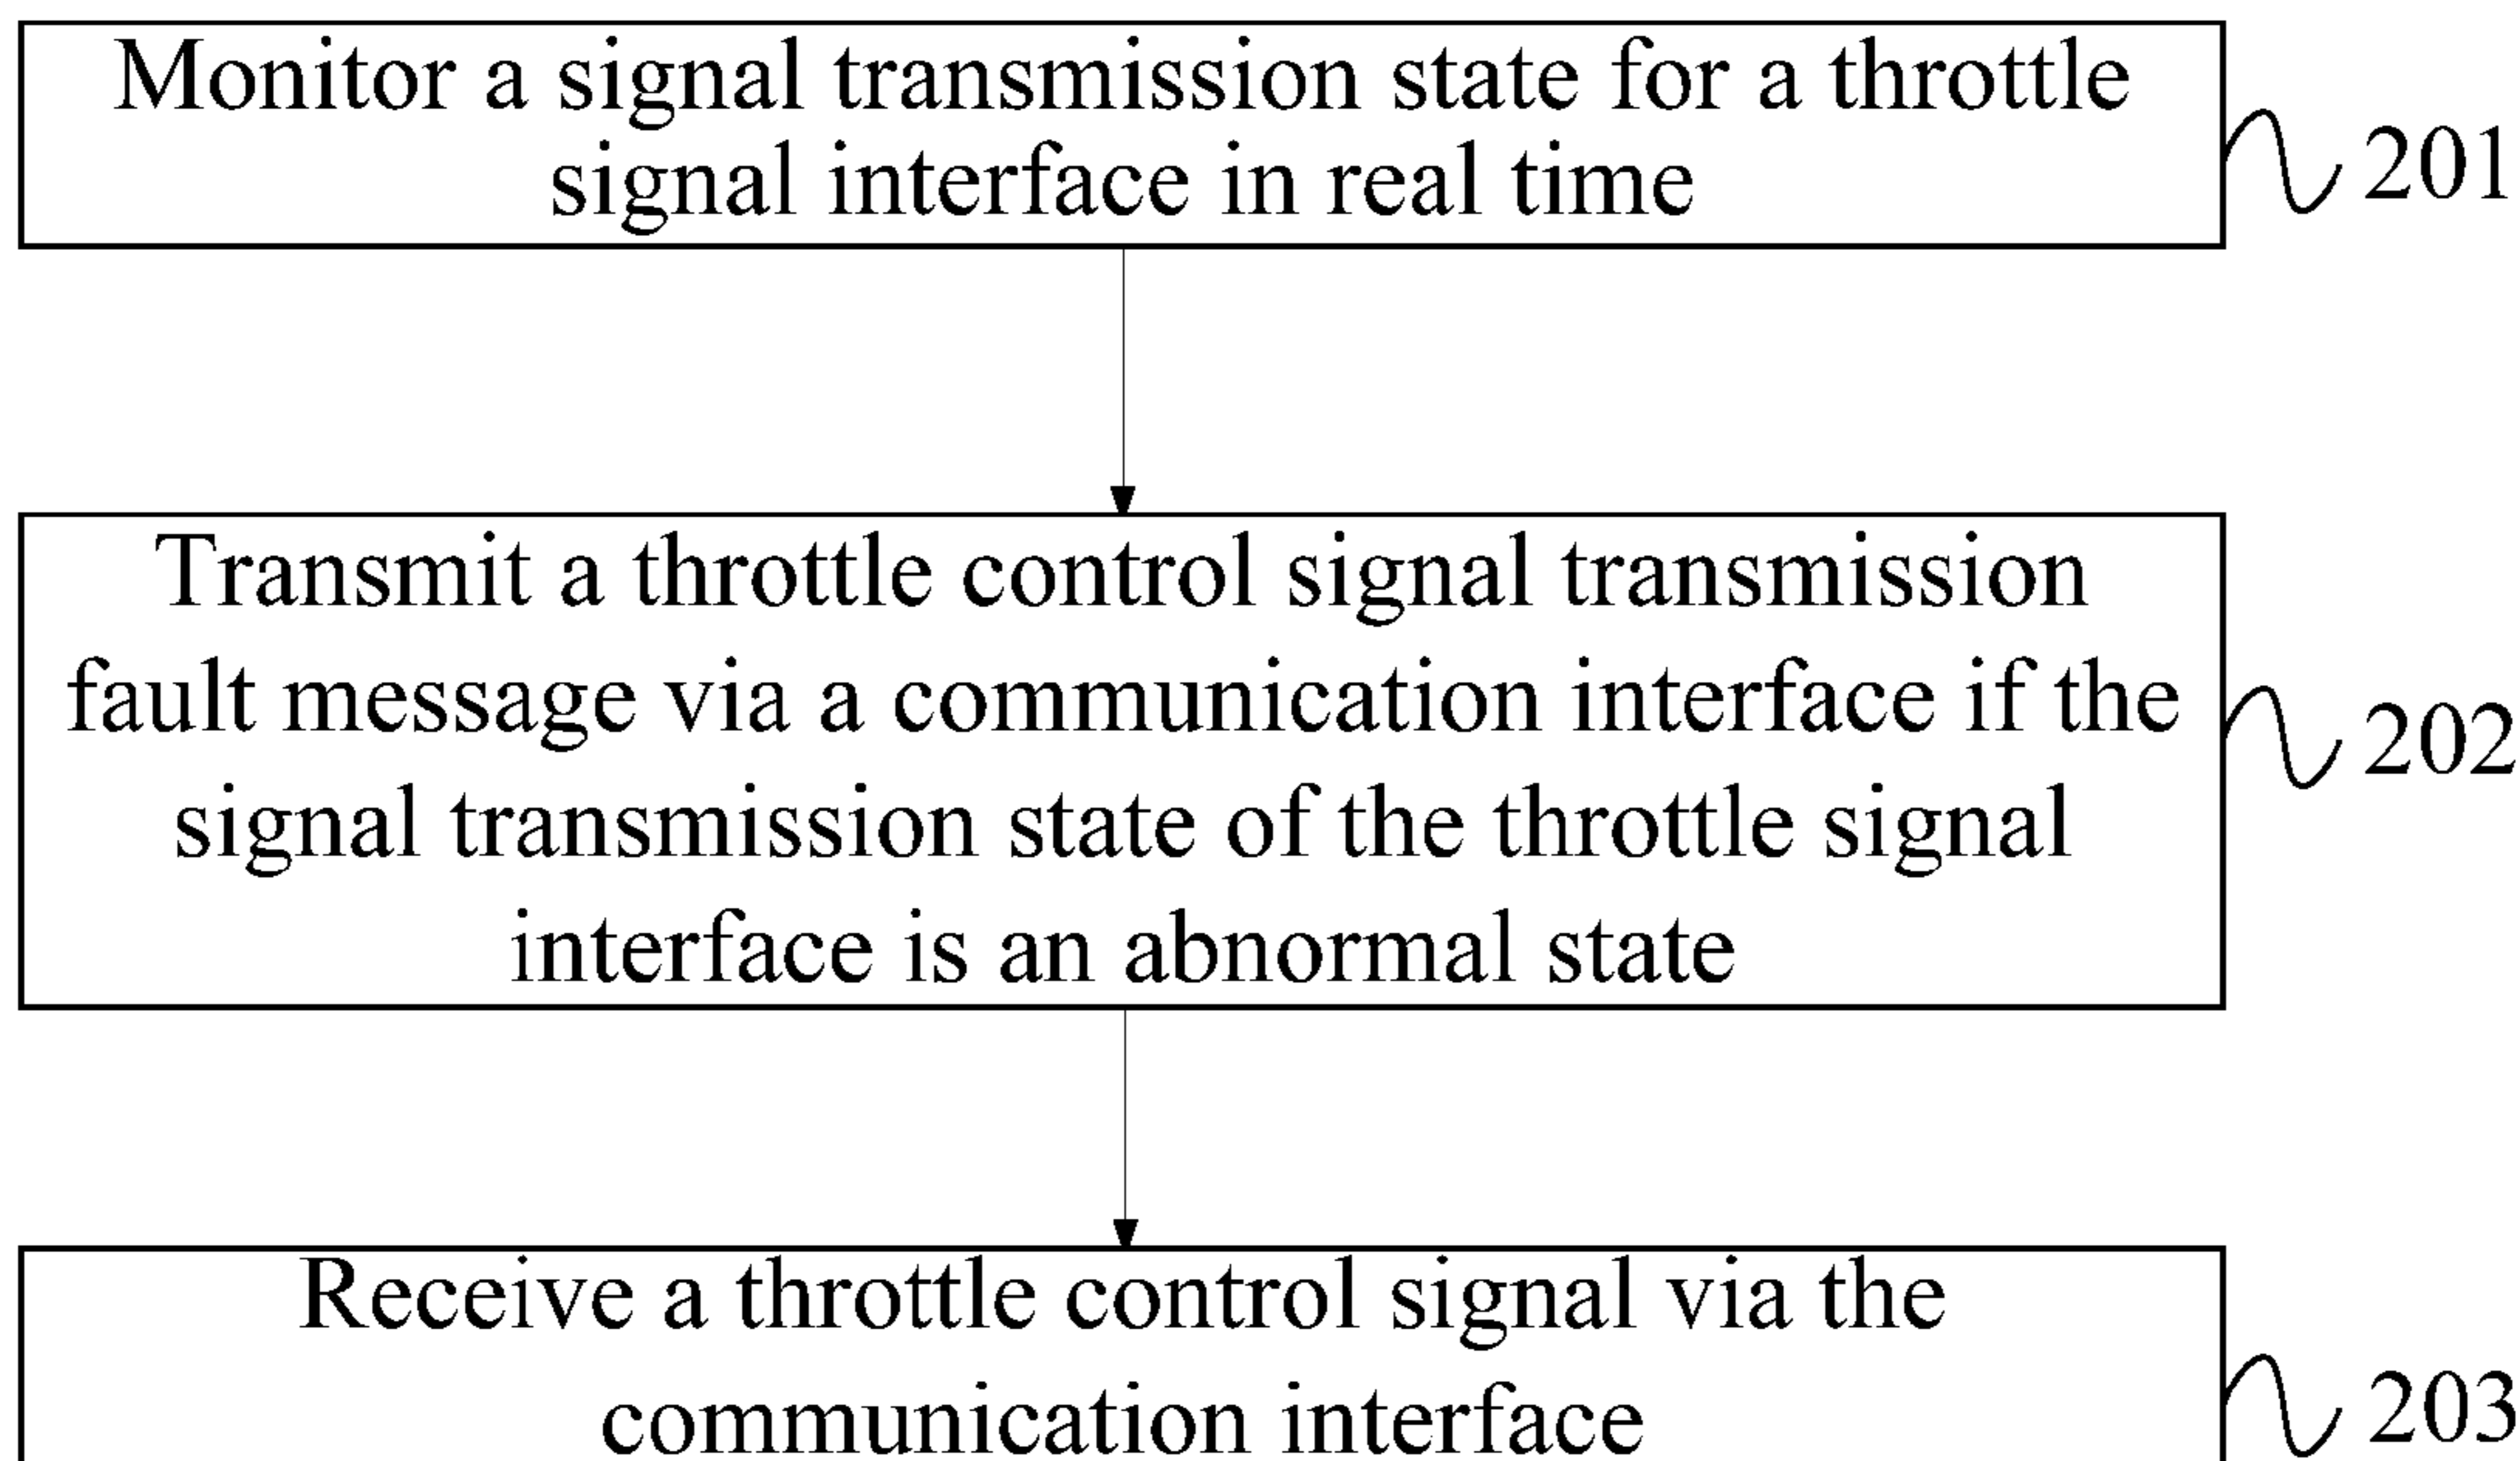 Monitor a signal transmission state for a throttle
signal interface in real time
201
Transmit a throttle control signal transmission
fault message via a communication interface if the
signal transmission state of the throttle signal
interface is an abnormal state
202
Receive a throttle control signal via the
communication interface
203